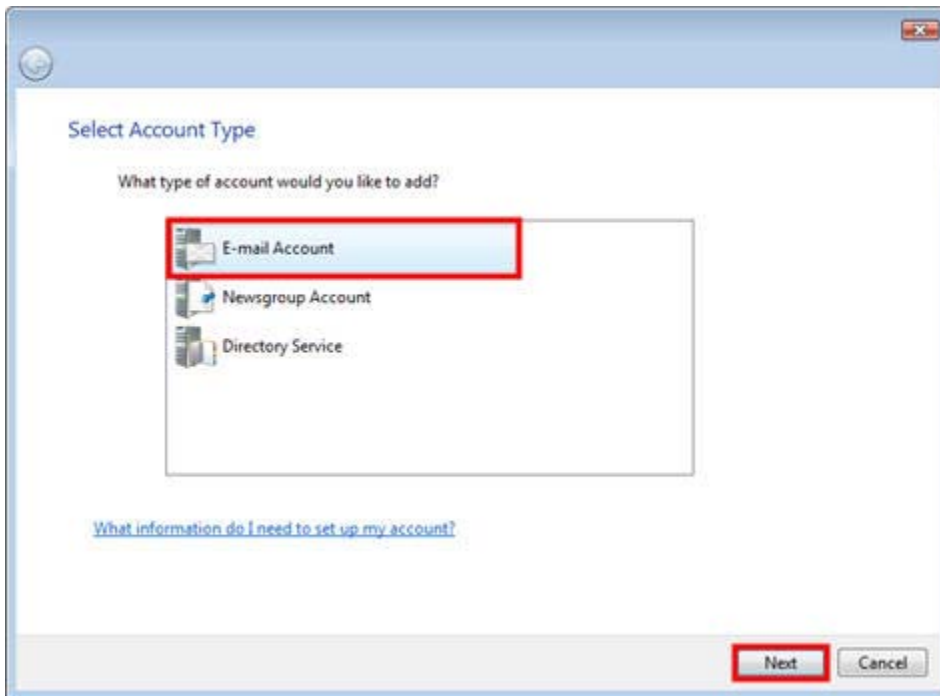 Select Account Type
What type of account would you like to add?
E-mail Account
Newsgroup Account
Directory Service
What information do I need to set up my account?
Next
Cancel